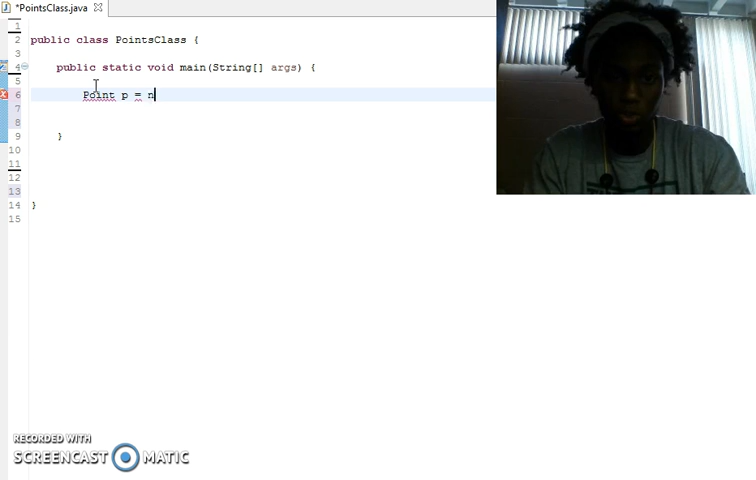 *PointsClass.java
1
2 public class PointsClass {
3
4 public static void main(String[] args) {
5
6 Point p = n
7
8
9 }
10
11
12
13
14 }
15
RECORDED WITH
SCREENCAST MATIC